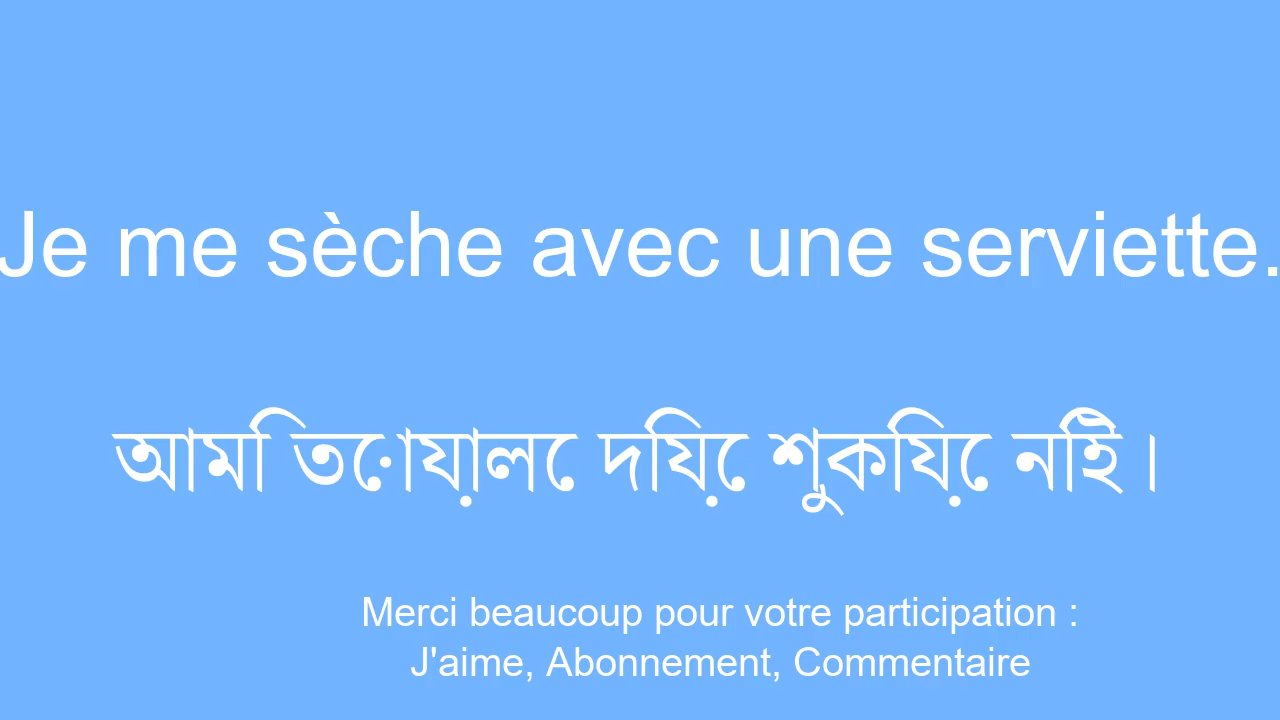 Je me sèche avec une serviette.
আমি তোয়ালে দিয়ে শুকিয়ে নিই।
Merci beaucoup pour votre participation :
J'aime, Abonnement, Commentaire